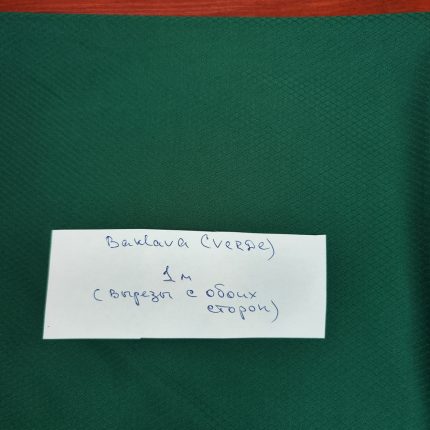 Baklava (verde)
1 м
(вырезы с обоих
сторон)